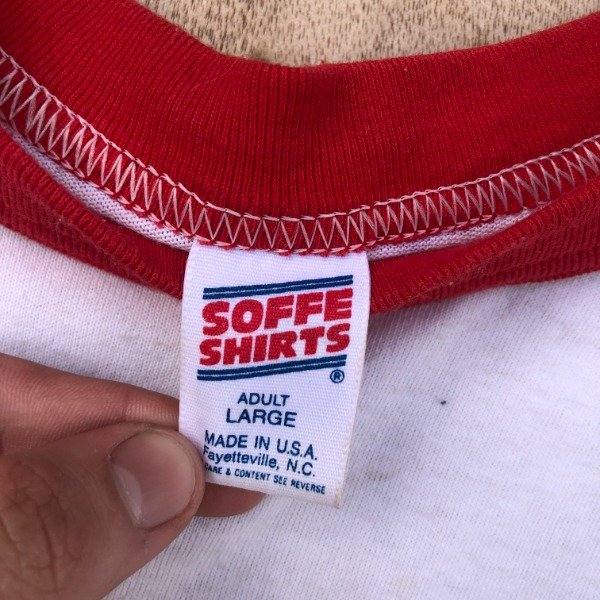 SOFFE
SHIRTS
®
ADULT
LARGE
MADE IN U.S.A.
Fayetteville, N.C.
CARE & CONTENT SEE REVERSE